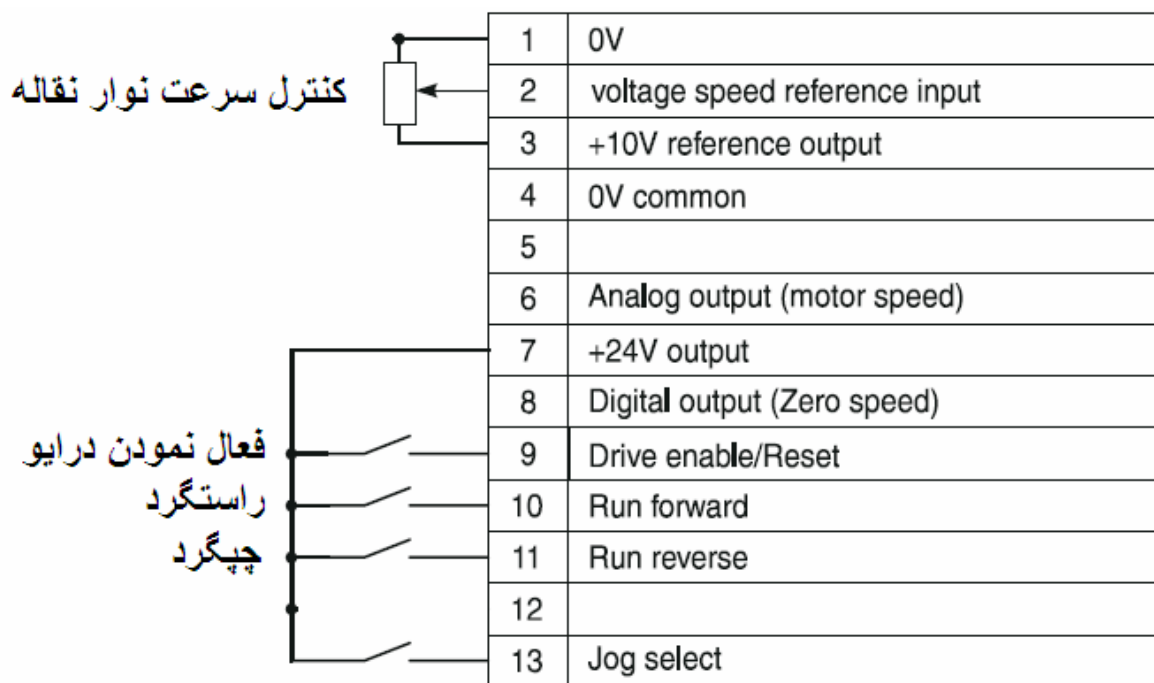 1 0V
کنترل سرعت نوار نقاله
2 voltage speed reference input
3 +10V reference output
4 0V common
5
6 Analog output (motor speed)
7 +24V output
8 Digital output (Zero speed)
فعال نمودن درایو
9 Drive enable/Reset
راستگرد
10 Run forward
چپگرد
11 Run reverse
12
13 Jog select